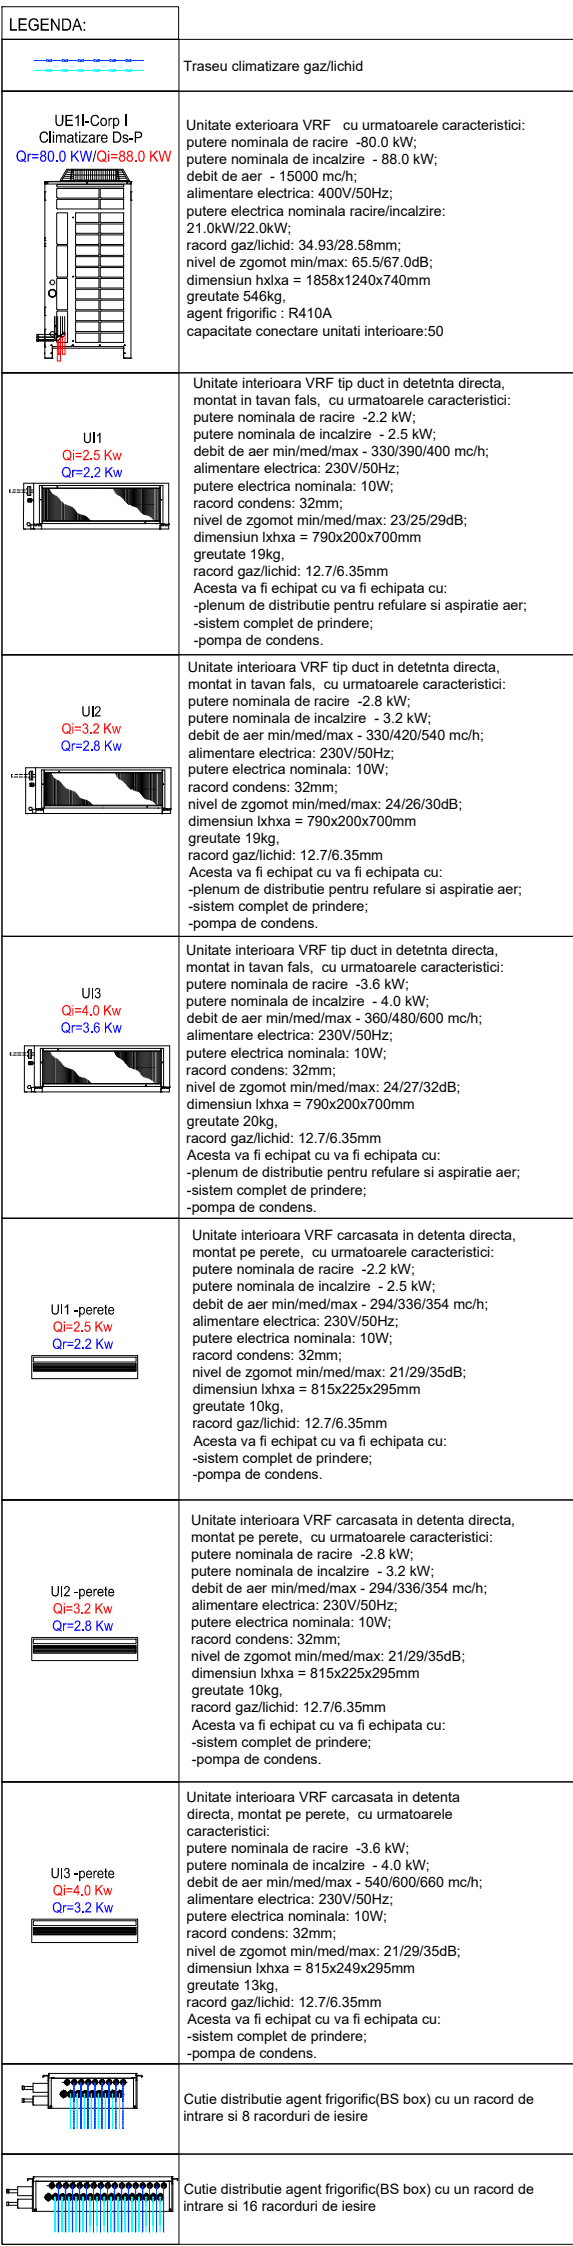 LEGENDA:
Traseu climatizare gaz/lichid
UE1I-Corp I
Climatizare Ds-P
Qr=80.0 KW/Qi=88.0 KW
Unitate exterioara VRF cu urmatoarele caracteristici:
putere nominala de racire -80.0 kW;
putere nominala de incalzire - 88.0 kW;
debit de aer - 15000 mc/h;
alimentare electrica: 400V/50Hz;
putere electrica nominala racire/incalzire:
21.0kW/22.0kW;
racord gaz/lichid: 34.93/28.58mm;
nivel de zgomot min/max: 65.5/67.0dB;
dimensiun hxlxa = 1858x1240x740mm
greutate 546kg,
agent frigorific : R410A
capacitate conectare unitati interioare:50
UI1
Qi=2.5 Kw
Qr=2.2 Kw
Unitate interioara VRF tip duct in detetnta directa,
montat in tavan fals, cu urmatoarele caracteristici:
putere nominala de racire -2.2 kW;
putere nominala de incalzire - 2.5 kW;
debit de aer min/med/max - 330/390/400 mc/h;
alimentare electrica: 230V/50Hz;
putere electrica nominala: 10W;
racord condens: 32mm;
nivel de zgomot min/med/max: 23/25/29dB;
dimensiun lxhxa = 790x200x700mm
greutate 19kg,
racord gaz/lichid: 12.7/6.35mm
Acesta va fi echipat cu va fi echipata cu:
-plenum de distributie pentru refulare si aspiratie aer;
-sistem complet de prindere;
-pompa de condens.
UI2
Qi=3.2 Kw
Qr=2.8 Kw
Unitate interioara VRF tip duct in detetnta directa,
montat in tavan fals, cu urmatoarele caracteristici:
putere nominala de racire -2.8 kW;
putere nominala de incalzire - 3.2 kW;
debit de aer min/med/max - 330/420/540 mc/h;
alimentare electrica: 230V/50Hz;
putere electrica nominala: 10W;
racord condens: 32mm;
nivel de zgomot min/med/max: 24/26/30dB;
dimensiun lxhxa = 790x200x700mm
greutate 19kg,
racord gaz/lichid: 12.7/6.35mm
Acesta va fi echipat cu va fi echipata cu:
-plenum de distributie pentru refulare si aspiratie aer;
-sistem complet de prindere;
-pompa de condens.
UI3
Qi=4.0 Kw
Qr=3.6 Kw
Unitate interioara VRF tip duct in detetnta directa,
montat in tavan fals, cu urmatoarele caracteristici:
putere nominala de racire -3.6 kW;
putere nominala de incalzire - 4.0 kW;
debit de aer min/med/max - 360/480/600 mc/h;
alimentare electrica: 230V/50Hz;
putere electrica nominala: 10W;
racord condens: 32mm;
nivel de zgomot min/med/max: 24/27/32dB;
dimensiun lxhxa = 790x200x700mm
greutate 20kg,
racord gaz/lichid: 12.7/6.35mm
Acesta va fi echipat cu va fi echipata cu:
-plenum de distributie pentru refulare si aspiratie aer;
-sistem complet de prindere;
-pompa de condens.
UI1 -perete
Qi=2.5 Kw
Qr=2.2 Kw
Unitate interioara VRF carcasata in detenta directa,
montat pe perete, cu urmatoarele caracteristici:
putere nominala de racire -2.2 kW;
putere nominala de incalzire - 2.5 kW;
debit de aer min/med/max - 294/336/354 mc/h;
alimentare electrica: 230V/50Hz;
putere electrica nominala: 10W;
racord condens: 32mm;
nivel de zgomot min/med/max: 21/29/35dB;
dimensiun lxhxa = 815x225x295mm
greutate 10kg,
racord gaz/lichid: 12.7/6.35mm
Acesta va fi echipat cu va fi echipata cu:
-sistem complet de prindere;
-pompa de condens.
UI2 -perete
Qi=3.2 Kw
Qr=2.8 Kw
Unitate interioara VRF carcasata in detenta directa,
montat pe perete, cu urmatoarele caracteristici:
putere nominala de racire -2.8 kW;
putere nominala de incalzire - 3.2 kW;
debit de aer min/med/max - 294/336/354 mc/h;
alimentare electrica: 230V/50Hz;
putere electrica nominala: 10W;
racord condens: 32mm;
nivel de zgomot min/med/max: 21/29/35dB;
dimensiun lxhxa = 815x225x295mm
greutate 10kg,
racord gaz/lichid: 12.7/6.35mm
Acesta va fi echipat cu va fi echipata cu:
-sistem complet de prindere;
-pompa de condens.
UI3 -perete
Qi=4.0 Kw
Qr=3.2 Kw
Unitate interioara VRF carcasata in detenta
directa, montat pe perete, cu urmatoarele
caracteristici:
putere nominala de racire -3.6 kW;
putere nominala de incalzire - 4.0 kW;
debit de aer min/med/max - 540/600/660 mc/h;
alimentare electrica: 230V/50Hz;
putere electrica nominala: 10W;
racord condens: 32mm;
nivel de zgomot min/med/max: 21/29/35dB;
dimensiun lxhxa = 815x249x295mm
greutate 13kg,
racord gaz/lichid: 12.7/6.35mm
Acesta va fi echipat cu va fi echipata cu:
-sistem complet de prindere;
-pompa de condens.
Cutie distributie agent frigorific(BS box) cu un racord de
intrare si 8 racorduri de iesire
Cutie distributie agent frigorific(BS box) cu un racord de
intrare si 16 racorduri de iesire